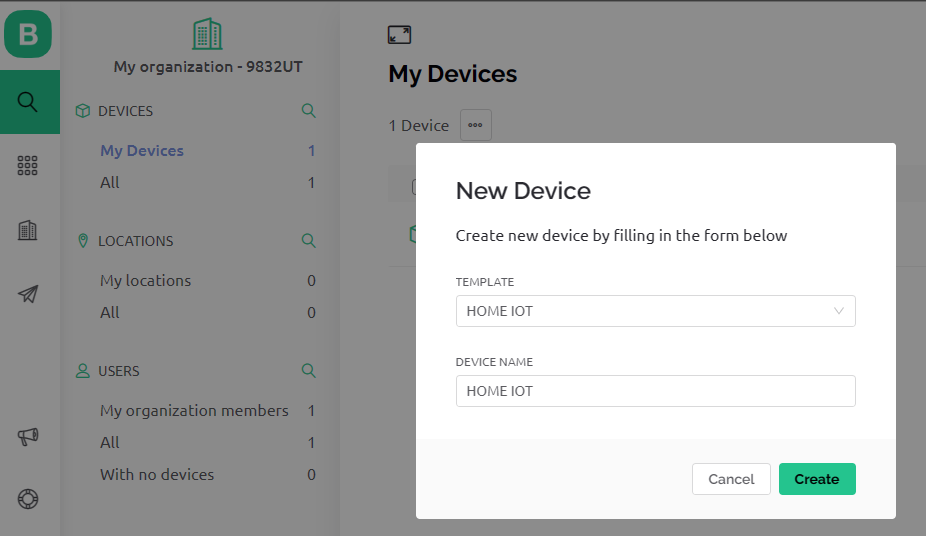 B
My organization - 9832UT
DEVICES
My Devices 1
All 1
LOCATIONS
My locations 0
All 0
USERS
My organization members 1
All 1
With no devices 0
My Devices
1 Device
New Device
Create new device by filling in the form below
TEMPLATE
HOME IOT
DEVICE NAME
HOME IOT
Cancel Create